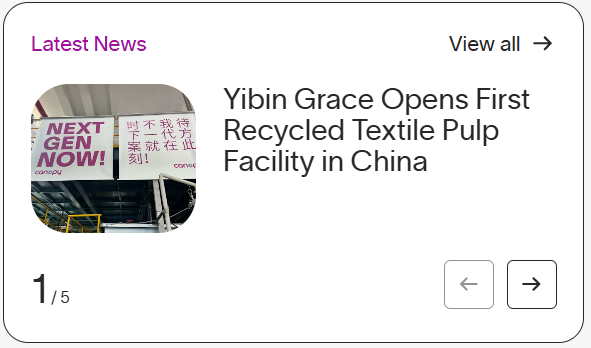 Latest News
View all
NEXT
GEN
NOW!
canopy
时不我待
下一代方
案就在此
刻!
Yibin Grace Opens First
Recycled Textile Pulp
Facility in China
1 / 5